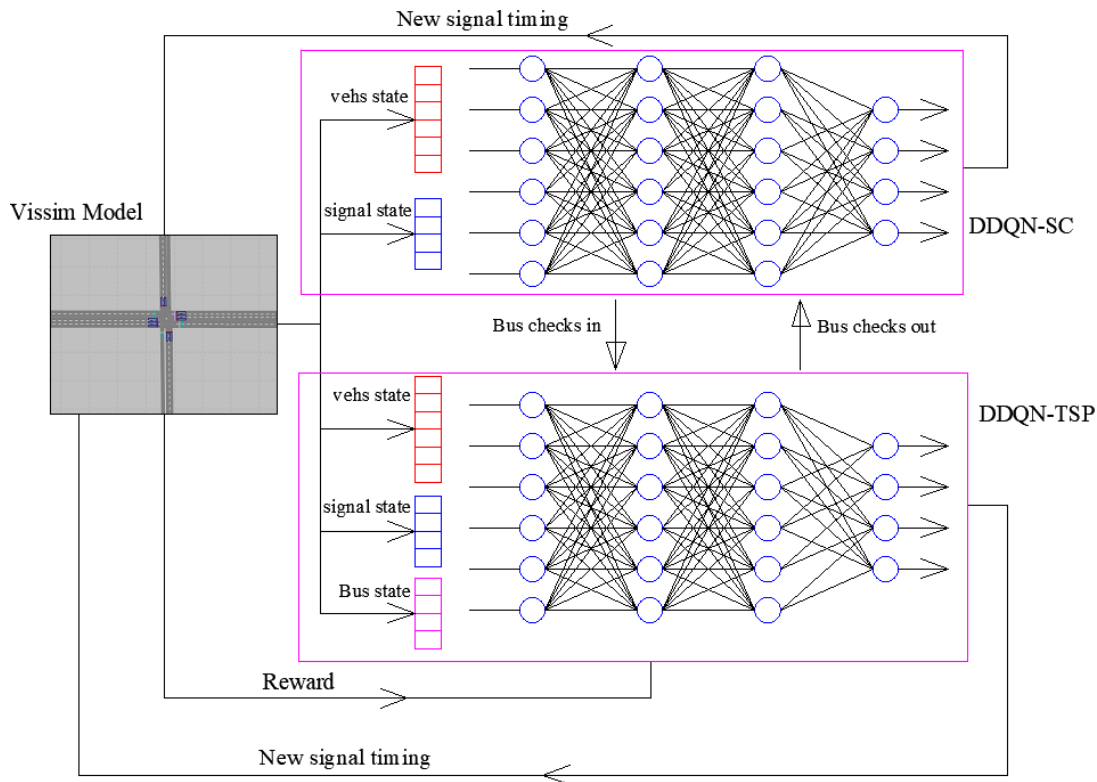 New signal timing
vehs state
signal state
Vissim Model
DDQN-SC
Bus checks in
Bus checks out
vehs state
DDQN-TSP
signal state
Bus state
Reward
New signal timing